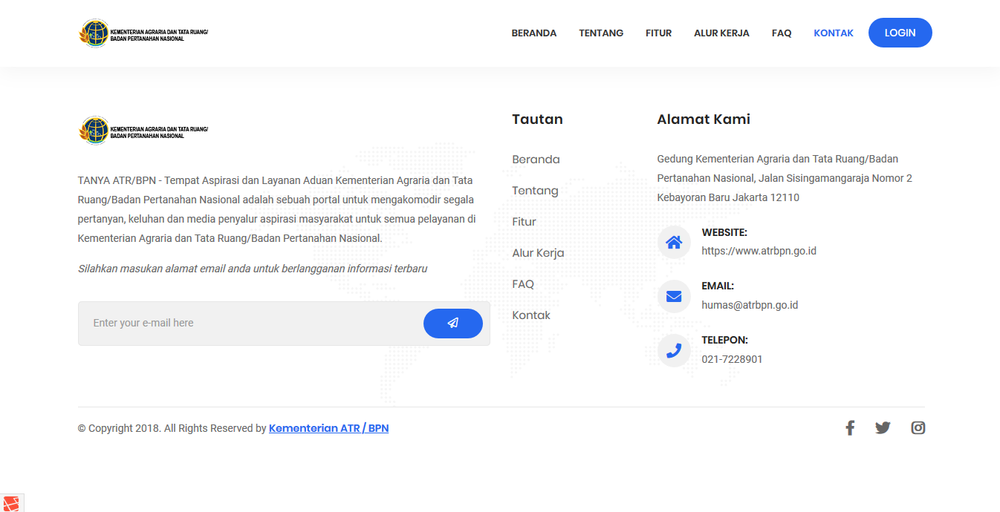 KEMENTERIAN AGRARIA DAN TATA RUANG/
BADAN PERTANAHAN NASIONAL
BERANDA TENTANG FITUR ALUR KERJA FAQ KONTAK LOGIN
KEMENTERIAN AGRARIA DAN TATA RUANG/
BADAN PERTANAHAN NASIONAL
TANYA ATR/BPN - Tempat Aspirasi dan Layanan Aduan Kementerian Agraria dan Tata
Ruang/Badan Pertanahan Nasional adalah sebuah portal untuk mengakomodir segala
pertanyan, keluhan dan media penyalur aspirasi masyarakat untuk semua pelayanan di
Kementerian Agraria dan Tata Ruang/Badan Pertanahan Nasional.
Silahkan masukan alamat email anda untuk berlangganan informasi terbaru
Enter your e-mail here
Tautan
Beranda
Tentang
Fitur
Alur Kerja
FAQ
Kontak
Alamat Kami
Gedung Kementerian Agraria dan Tata Ruang/Badan
Pertanahan Nasional, Jalan Sisingamangaraja Nomor 2
Kebayoran Baru Jakarta 12110
WEBSITE:
https://www.atrbpn.go.id
EMAIL:
humas@atrbpn.go.id
TELEPON:
021-7228901
© Copyright 2018. All Rights Reserved by Kementerian ATR / BPN